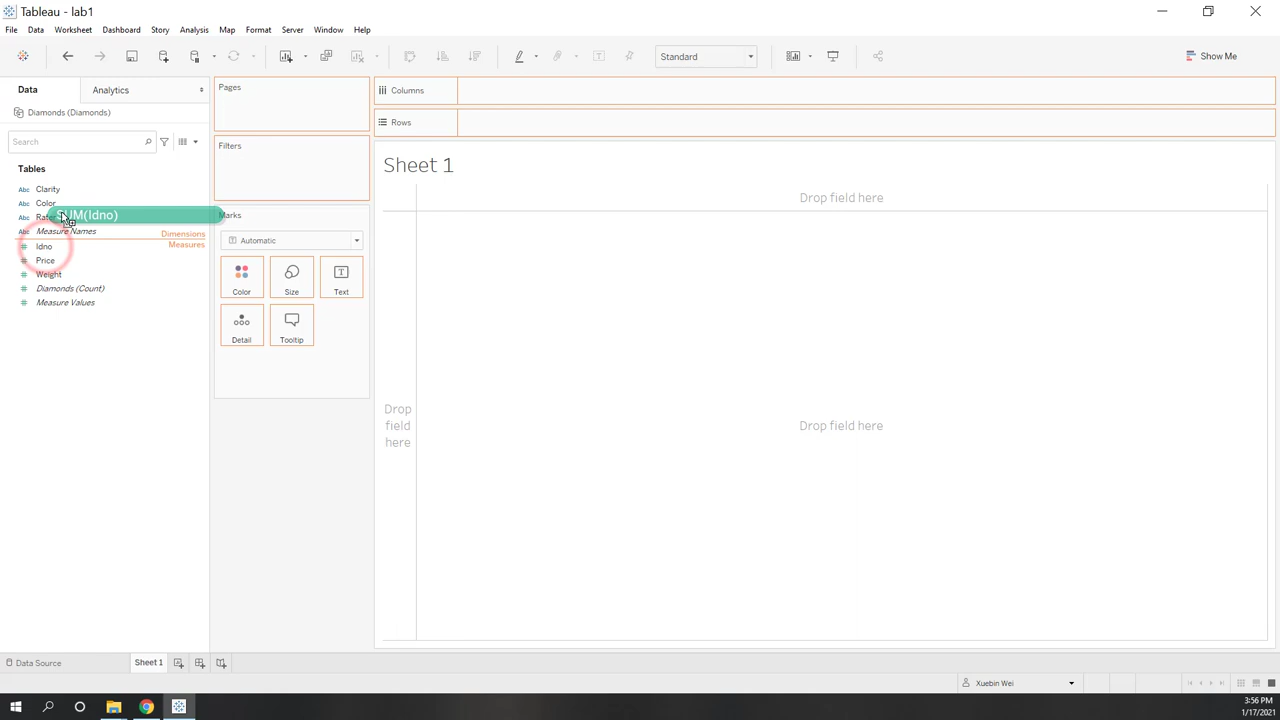 Tableau - lab1
File Data Worksheet Dashboard Story Analysis Map Format Server Window Help
Standard
Show Me
Data Analytics
Pages
Columns
Diamonds (Diamonds)
Rows
Search
Filters
Tables
Sheet 1
Clarity
Drop field here
Color
SUM(Idno)
Marks
Measure Names
Dimensions
Measures
Automatic
Idno
Price
Weight
Diamonds (Count)
Measure Values
Color Size Text
Detail Tooltip
Drop
field
here
Drop field here
Data Source
Sheet 1
Xuebin Wei
3:56 PM
1/17/2021